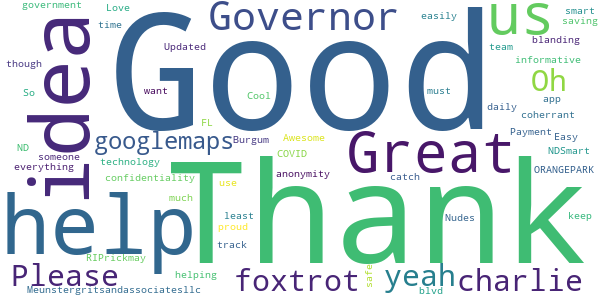 government
Love
Governor
easily
us
smart
saving
time
idea
Good
Updated
team
blanding
though
informative
Oh
want
Cool
must
daily
app
So
coherrant
FL
Payment
Easy
googlemaps
Burgum
Awesome
Great
ND
someone
COVID
NDSmart
everything
technology
Thank
anonymity
catch
ORANGEPARK
confidentiality
use
help
much
least
Nudes
keep
proud
track
RIPrickmay
yeah
Please
helping
foxtrot
safe
charlie
Meunstergritsandassociatesllc
blvd